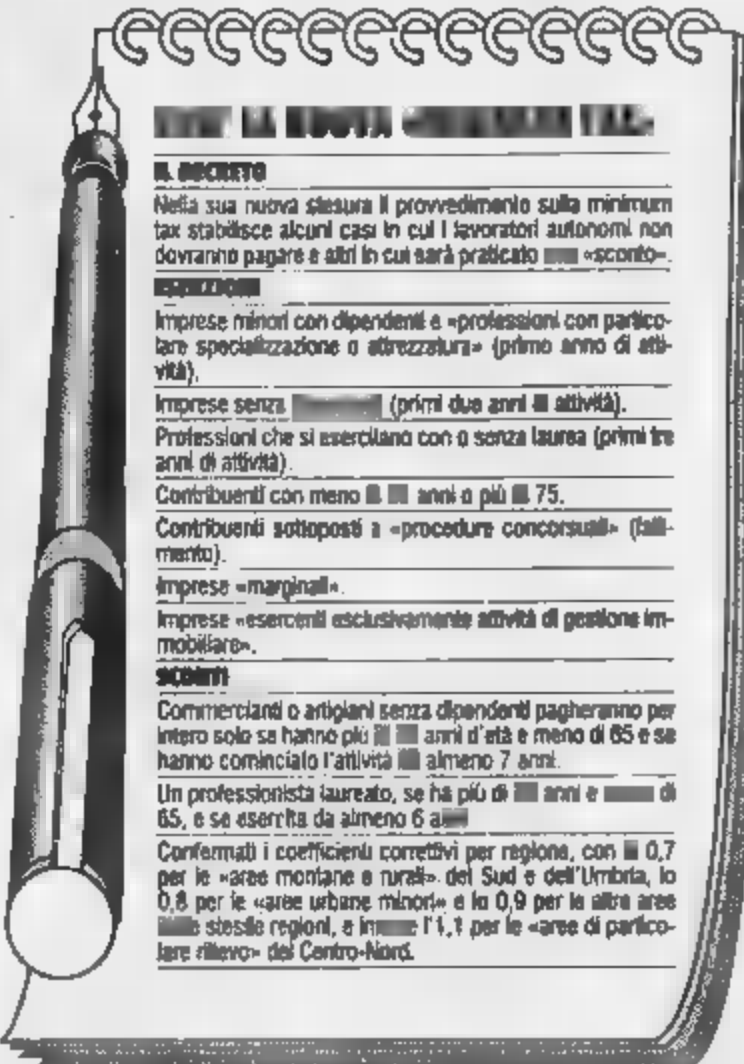 IL DECRETO
Nella sua nuova stesura il provvedimento sulla minimum
tax stabilisce alcuni casi in cui i lavoratori autonomi non
dovranno pagare e altri in cui sarà praticato «sconto».
Imprese minori con dipendenti e «professioni con partico-
lare specializzazione o attrezzatura» (primo anno di atti-
vità).
Imprese senza (primi due anni di attività).
Professioni che si esercitano con o senza laurea (primi tre
anni di attività).
Contribuenti con meno anni o più 75.
Contribuenti sottoposti a «procedure concorsuali» (falli-
mento).
Imprese «marginali».
Imprese «esercenti esclusivamente attività di gestione im-
mobiliare».
SCONTI
Commercianti o artigiani senza dipendenti pagheranno per
intero solo se hanno più anni d'età e meno di 65 e se
hanno cominciato l'attività almeno 7 anni.
Un professionista laureato, se ha più di anni e di
65, e se esercita da almeno 6
Confermati i coefficienti correttivi per regione, con 0,7
per le «aree montane e rurali» del Sud e dell'Umbria, lo
0,8 per le «aree urbane minori» e lo 0,9 per le altre aree
stesse regioni, e l'1,1 per le «aree di partico-
lare rilievo» del Centro-Nord.